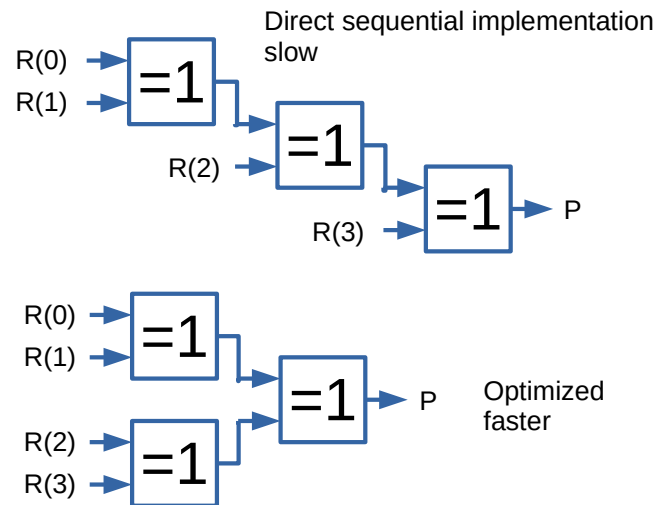 Direct sequential implementation
slow
R(0)
R(1)
=1
R(2)
=1
R(3)
=1
P
R(0)
R(1)
=1
R(2)
R(3)
=1
=1
P
Optimized
faster